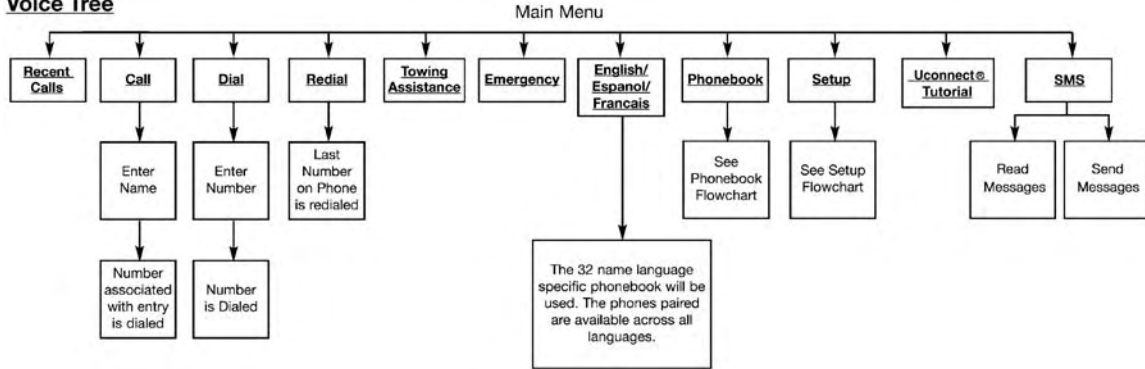 Voice Tree
Main Menu
Recent
Calls
Call
Dial
Redial
Towing
Assistance
Emergency
English/
Espanol/
Francais
Phonebook
Setup
Uconnect®
Tutorial
SMS
Enter
Name
Enter
Number
Last
Number
on Phone
is redialed
See
Phonebook
Flowchart
See Setup
Flowchart
Read
Messages
Send
Messages
Number
associated
with entry
is dialed
Number
is Dialed
The 32 name language
specific phonebook will be
used. The phones paired
are available across all
languages.